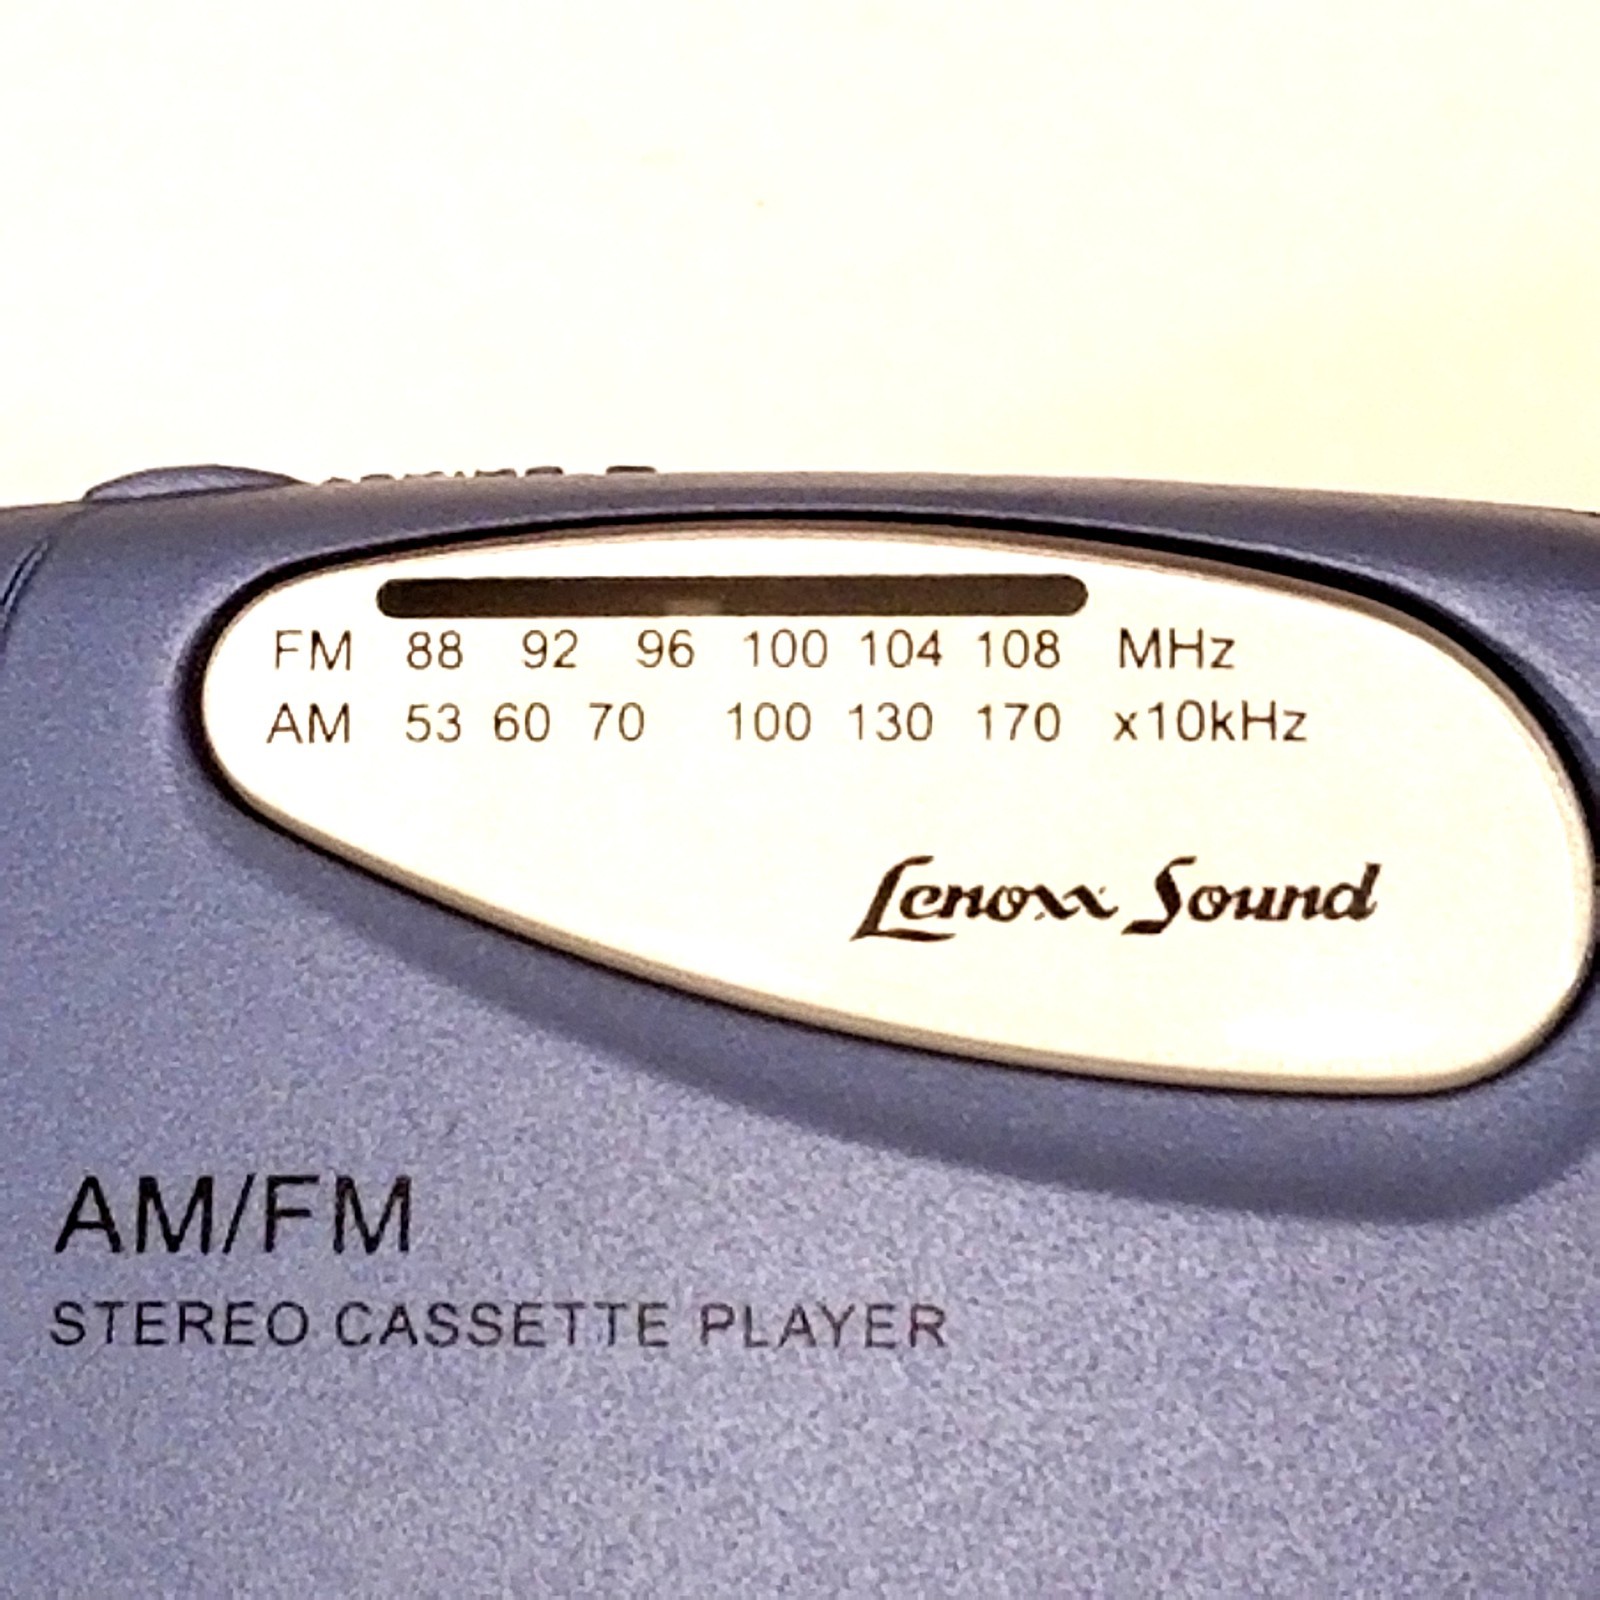 FM 88 92 96 100 104 108 MHz
AM 53 60 70 100 130 170 x10kHz
Lenoxx Sound
AM/FM
STEREO CASSETTE PLAYER